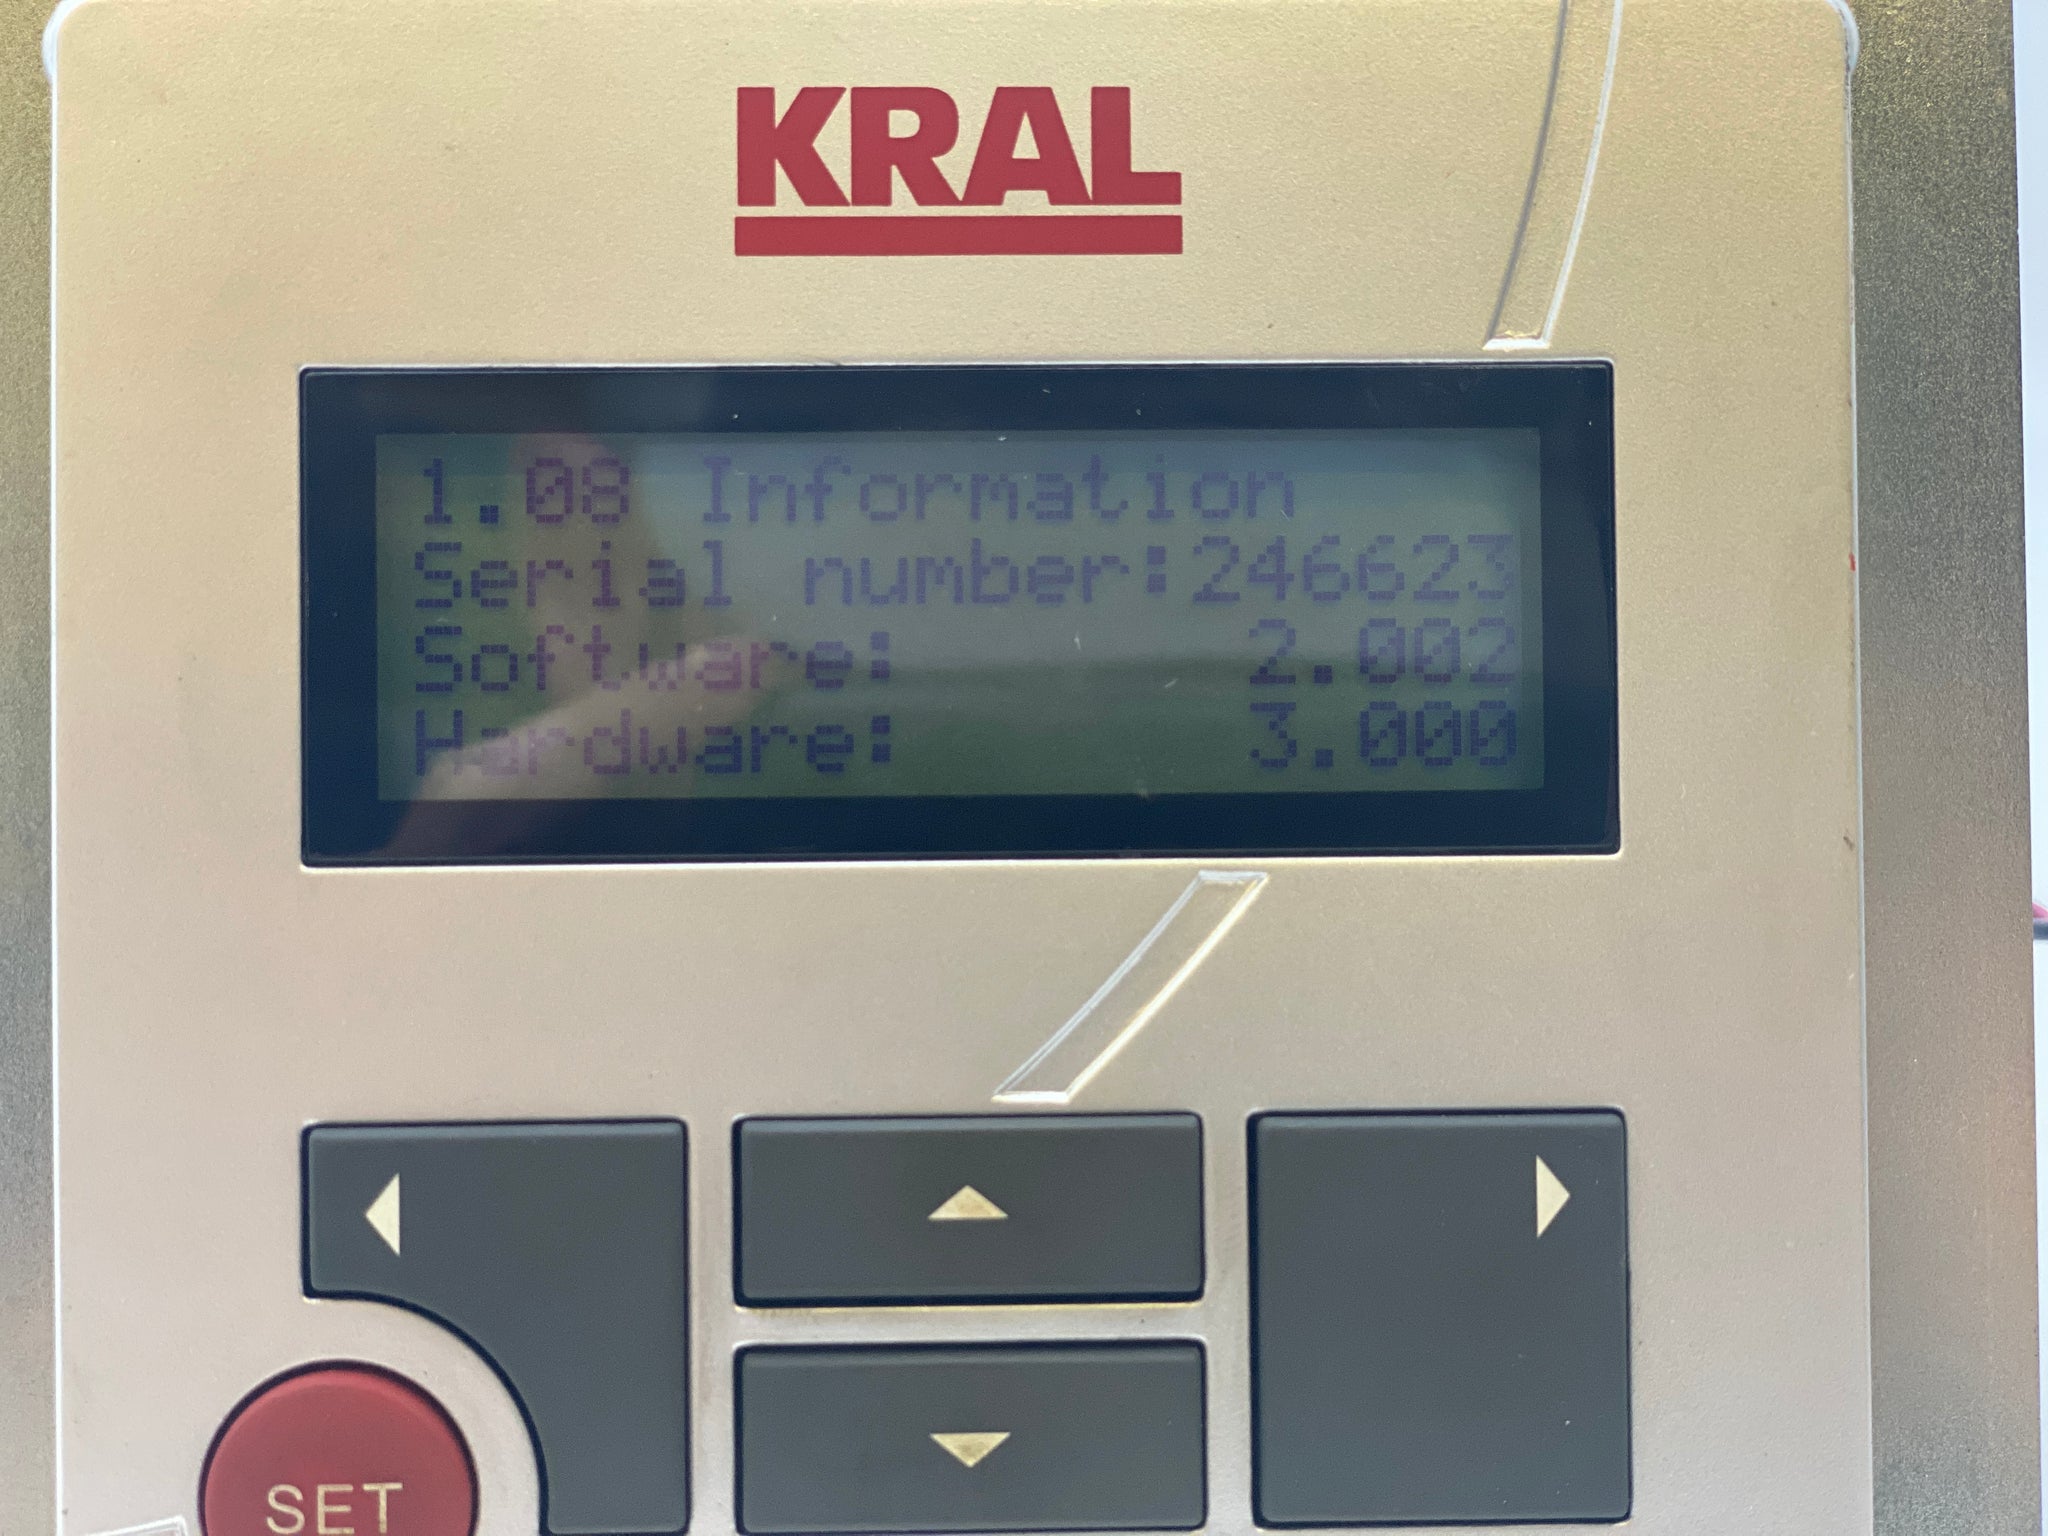 KRAL
1.08 Information
Serial number:246623
Software: 2.002
Hardware: 3.000
SET